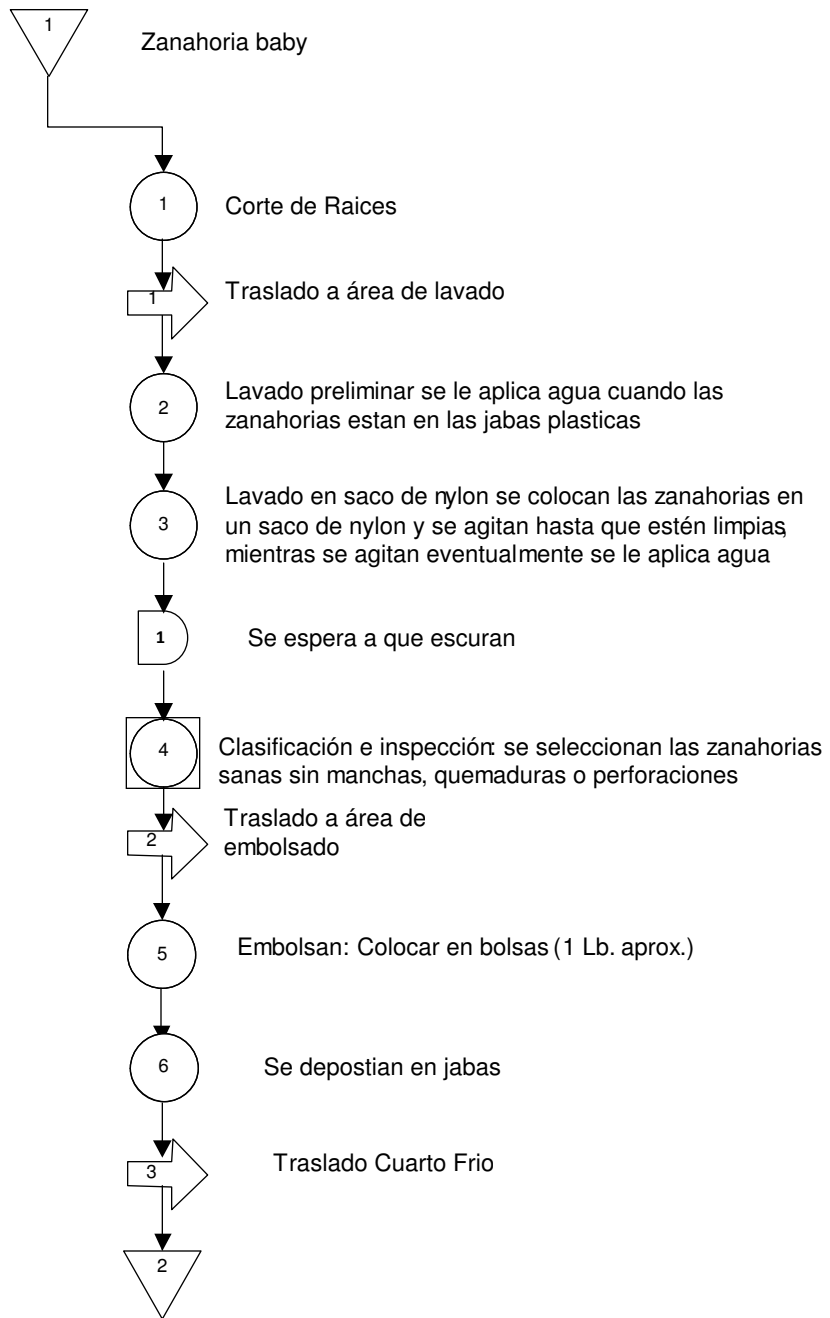 1
Zanahoria baby
1
Corte de Raices
1
Traslado a área de lavado
2
Lavado preliminar se le aplica agua cuando las
zanahorias estan en las jabas plasticas
3
Lavado en saco de nylon se colocan las zanahorias en
un saco de nylon y se agitan hasta que estén limpias,
mientras se agitan eventualmente se le aplica agua
1
Se espera a que escuran
4
Clasificación e inspección: se seleccionan las zanahorias
sanas sin manchas, quemaduras o perforaciones
2
Traslado a área de
embolsado
5
Embolsan: Colocar en bolsas (1 Lb. aprox.)
6
Se depostian en jabas
3
Traslado Cuarto Frio
2